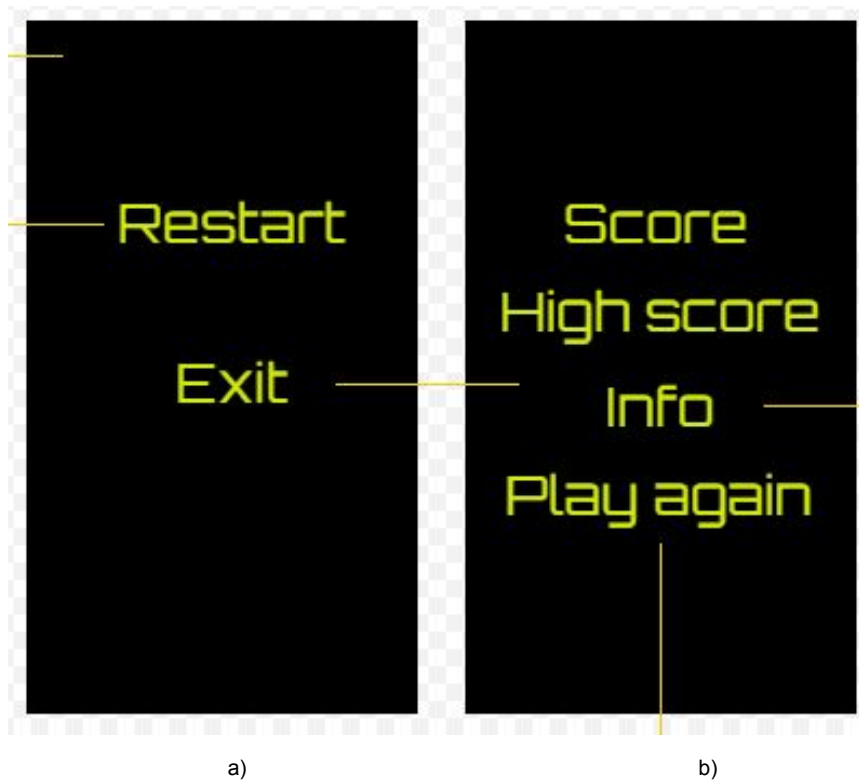 Restart
Exit
Score
High score
Info
Play again
a)
b)